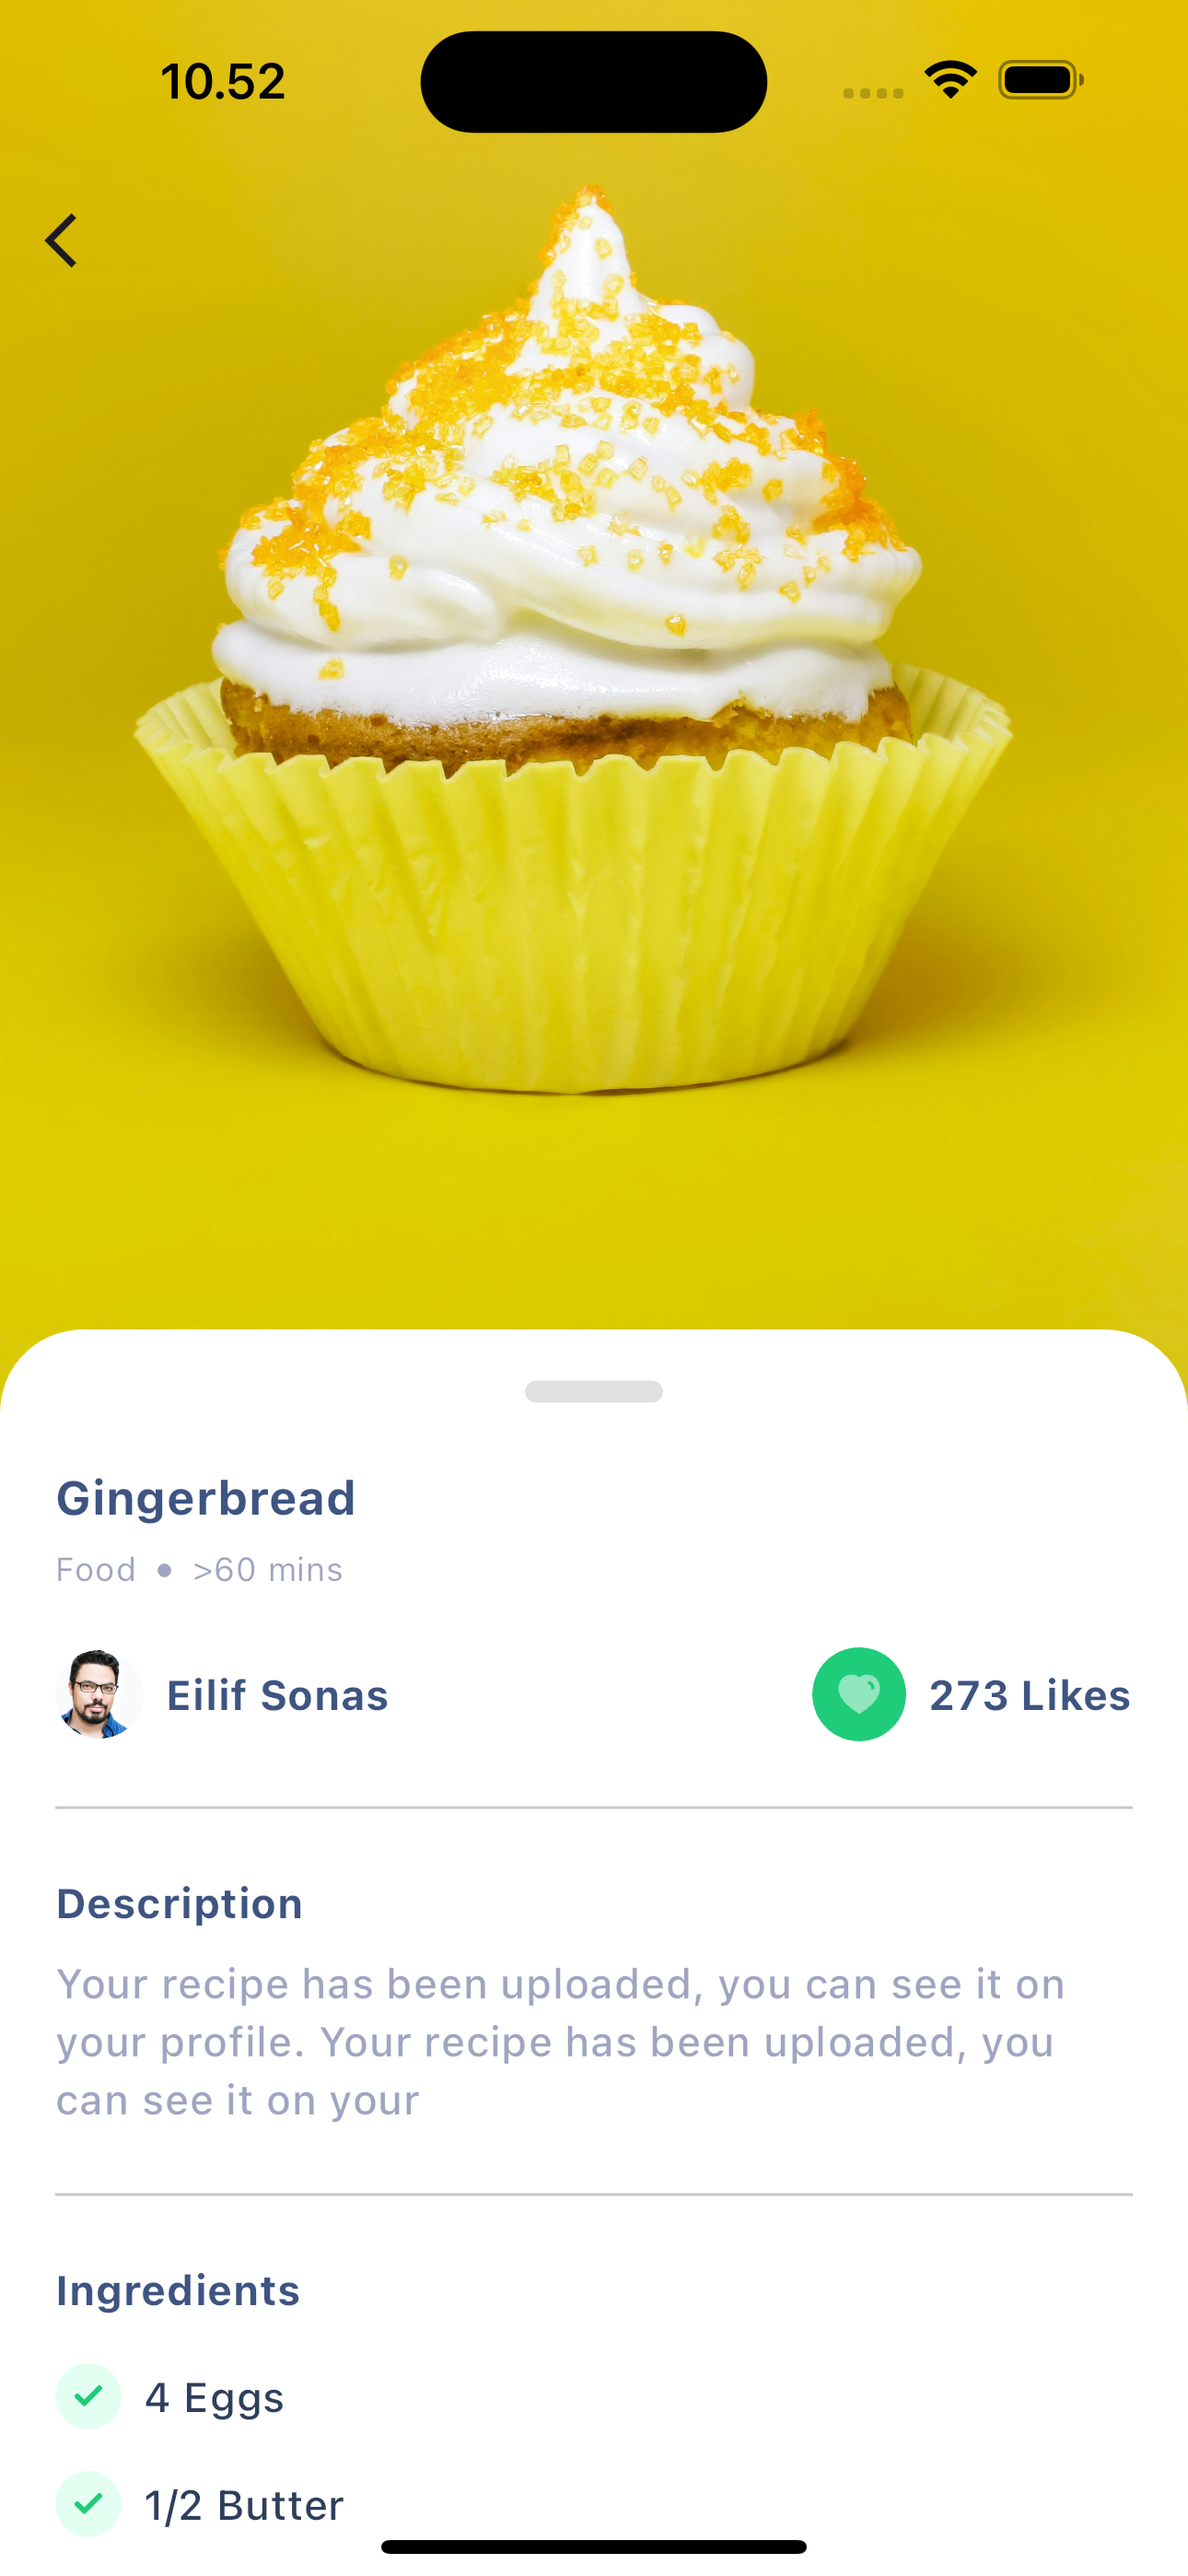 10.52
Gingerbread
Food • >60 mins
Eilif Sonas
273 Likes
Description
Your recipe has been uploaded, you can see it on
your profile. Your recipe has been uploaded, you
can see it on your
Ingredients
4 Eggs
1/2 Butter